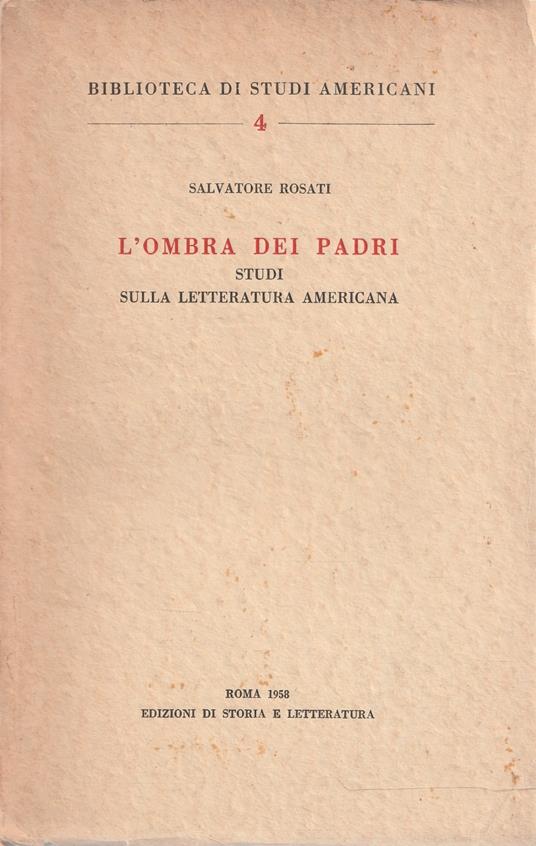 BIBLIOTECA DI STUDI AMERICANI
4
SALVATORE ROSATI
L'OMBRA DEI PADRI
STUDI
SULLA LETTERATURA AMERICANA
ROMA 1958
EDIZIONI DI STORIA E LETTERATURA